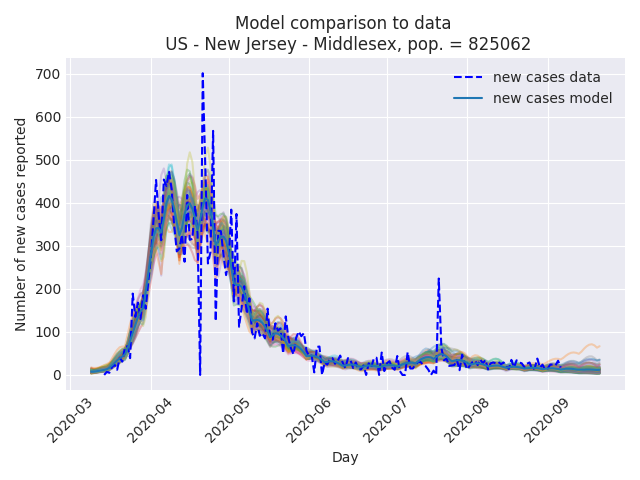 Model comparison to data
US - New Jersey - Middlesex, pop. = 825062
new cases data
new cases model
Number of new cases reported
700
600
500
400
300
200
100
0
2020-03
2020-04
2020-05
2020-06
2020-07
2020-08
2020-09
Day